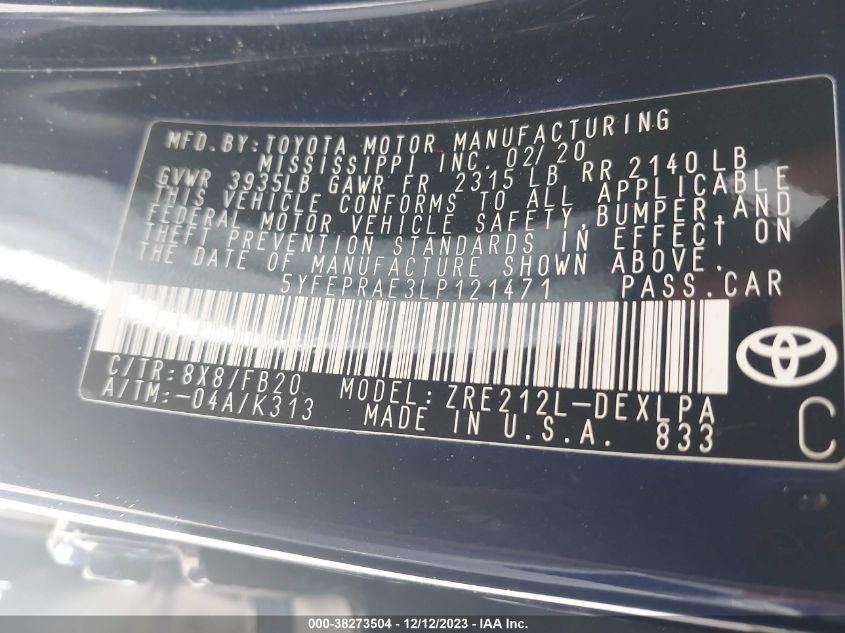 MFD. BY: TOYOTA MOTOR MANUFACTURING
MISSISSIPPI INC. 02/20
GVWR 3935LB GAWR FR 2315 LB RR 2140 LB
THIS VEHICLE CONFORMS TO ALL APPLICABLE
FEDERAL MOTOR VEHICLE SAFETY, BUMPER, AND
THEFT PREVENTION STANDARDS IN EFFECT ON
THE DATE OF MANUFACTURE SHOWN ABOVE.
5YFEPRAE3LP121471 PASS. CAR
C/TR: 8X8/FB20 MODEL: ZRE212L-DEXLPA
A/TM: -04A/K313 MADE IN U.S.A. 833
C
000-38273504 - 12/12/2023 - IAA Inc.